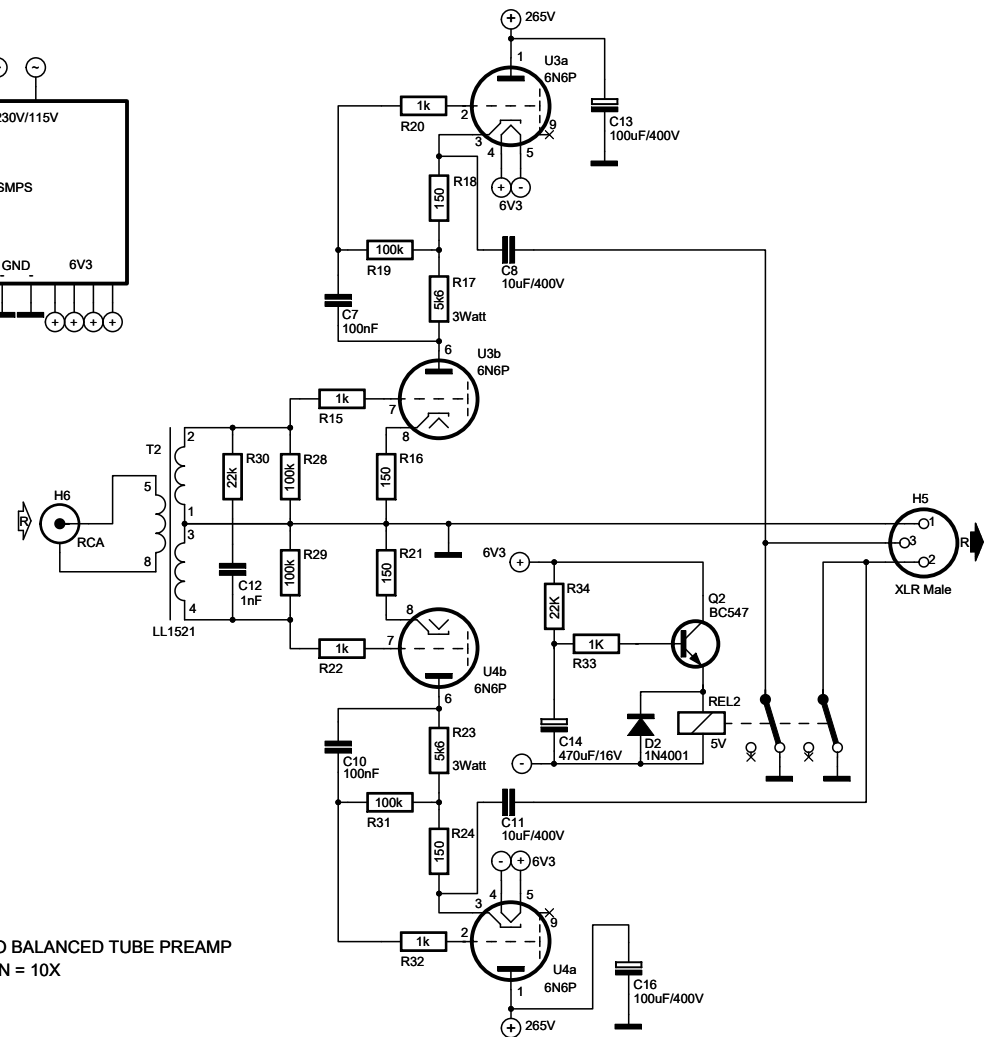 265V
1
U3a
6N6P
~
~
230V/115V
1k
R20
2
9
3
4
5
C13
100uF/400V
SMPS
6V3
R18
150
GND
6V3
100k
R19
C8
10uF/400V
R17
5k6
3Watt
C7
100nF
6
U3b
6N6P
1k
R15
7
8
T2
2
R30
22k
R28
100k
R16
150
H6
5
1
H5
R
RCA
3
1
3
2
R
XLR Male
8
C12
1nF
R29
100k
R21
150
6V3
R34
22K
Q2
BC547
4
LL1521
8
7
1k
R22
1K
R33
U4b
6N6P
6
REL2
5V
C10
100nF
R23
5k6
3Watt
C14
470uF/16V
D2
1N4001
100k
R31
R24
150
C11
10uF/400V
6V3
4
5
3
9
2
1k
R32
U4a
6N6P
D BALANCED TUBE PREAMP
N = 10X
C16
100uF/400V
1
265V